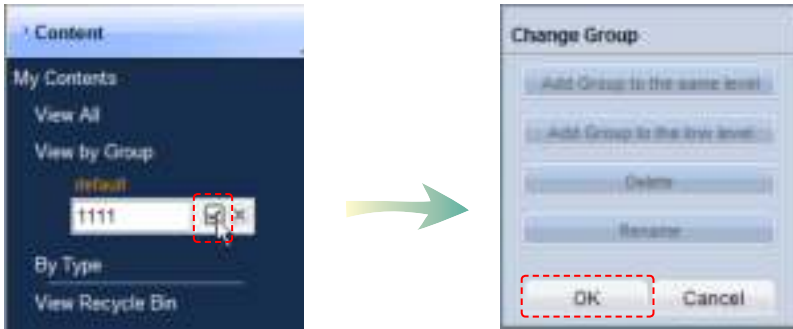 Content
My Contents
View All
View by Group
default
1111
By Type
View Recycle Bin
Change Group
Add Group to the same level
Add Group to the low level
Delete
Rename
OK
Cancel